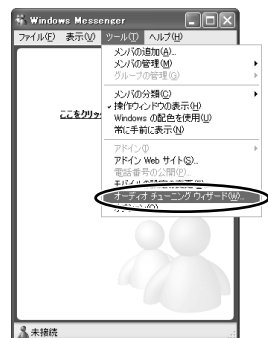 Windows Messenger
ファイル(F) 表示(V) ツール(T) ヘルプ(H)
メンバの追加(A)...
メンバの管理(M)
グループの管理(G)
メンバの分類(C)
操作ウィンドウの表示(H)
Windows の配色を使用(U)
常に手前に表示(N)
アドイン(I)
アドイン Web サイト(S)...
電話番号の公開(P)...
オーディオ チューニング ウィザード(W)...
ここをクリッ
未接続